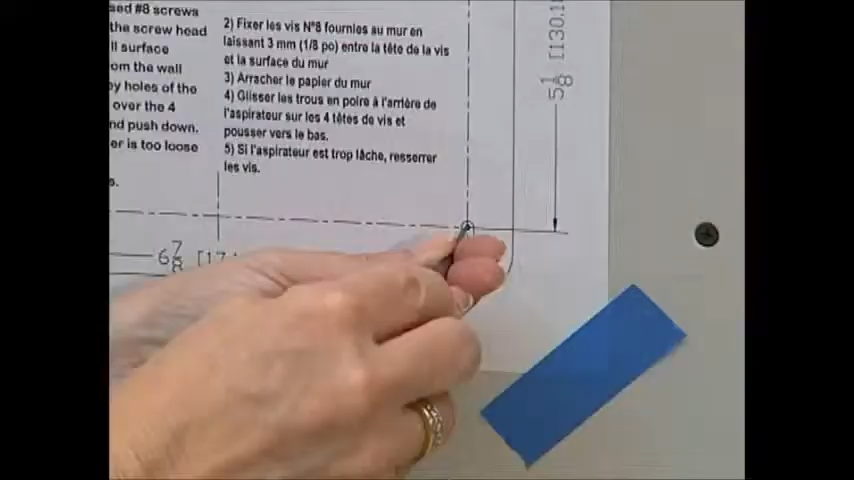 sed #8 screws
the screw head
ll surface
om the wall
y holes of the
over the 4
nd push down.
er is too loose
s.
2) Fixer les vis N°8 fournies au mur en
laissant 3 mm (1/8 po) entre la tête de la vis
et la surface du mur
3) Arracher le papier du mur
4) Glisser les trous en poire à l'arrière de
l'aspirateur sur les 4 têtes de vis et
pousser vers le bas.
5) Si l'aspirateur est trop lâche, resserrer
les vis.
5 1/8 [130.1
6 7/8 [17